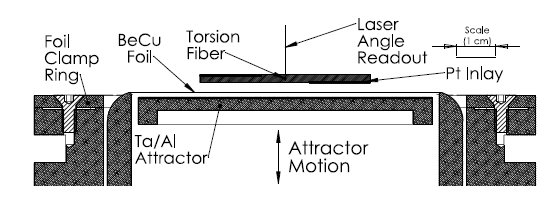 Foil
Clamp
Ring
BeCu
Foil
Torsion
Fiber
Laser
Angle
Readout
Scale
(1 cm)
Pt Inlay
Ta/Al
Attractor
Attractor
Motion